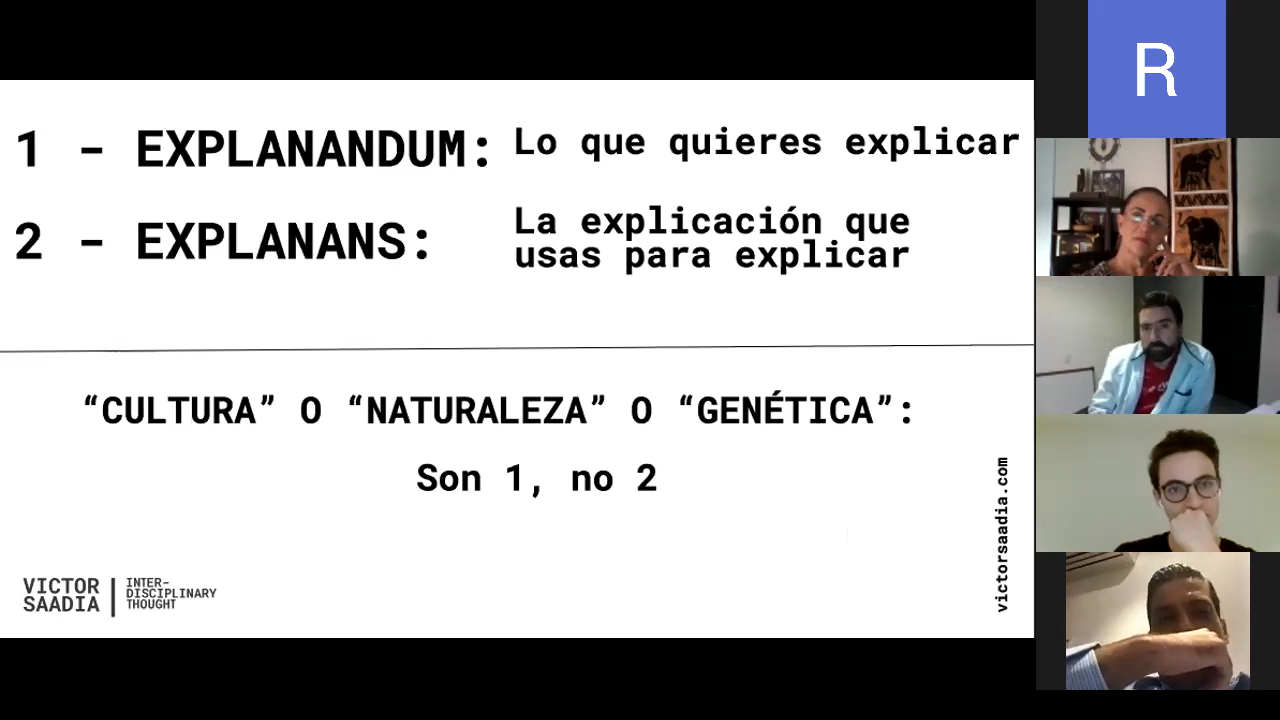 1 - EXPLANANDUM: Lo que quieres explicar
2 - EXPLANANS: La explicación que
usas para explicar
“CULTURA” O “NATURALEZA” O “GENÉTICA”:
Son 1, no 2
victorsaadia.com
VICTOR
SAADIA
INTER-
DISCIPLINARY
THOUGHT
R